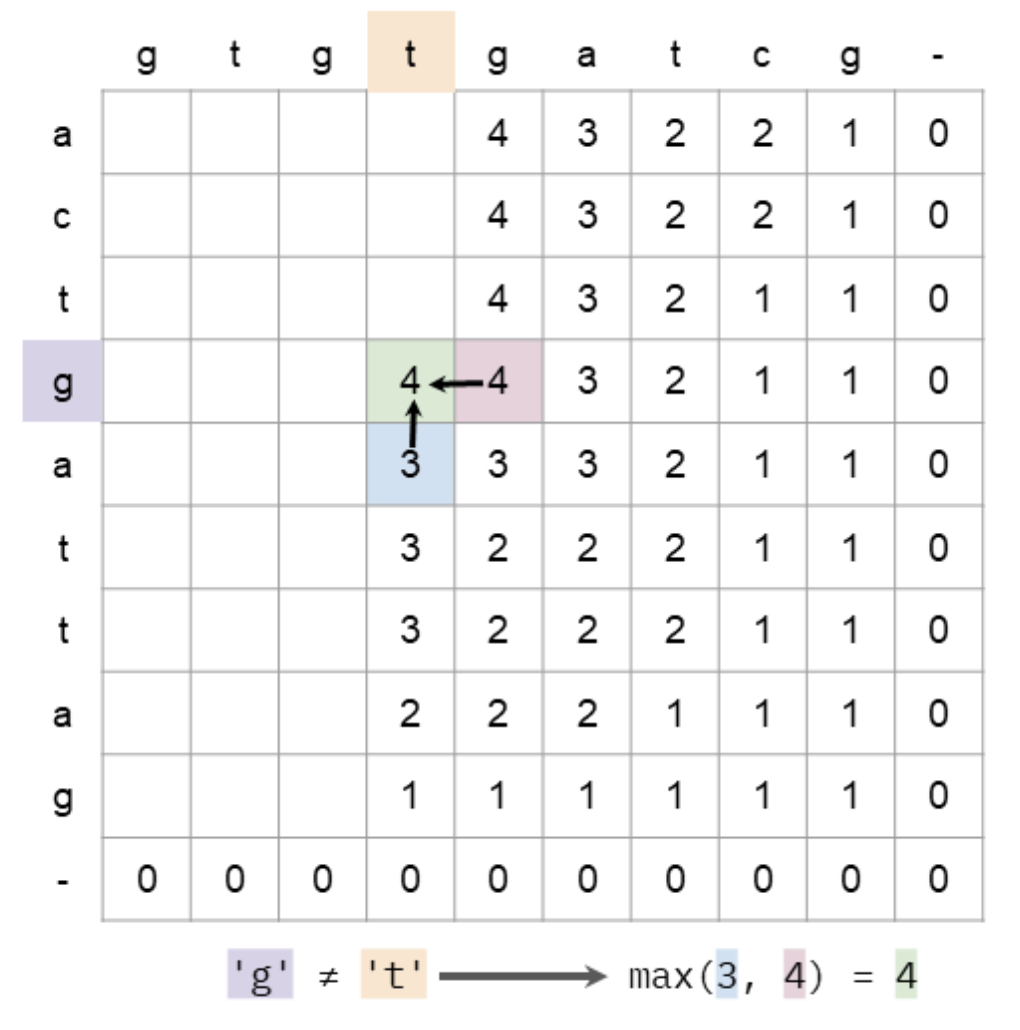 g t g t g a t c g -
a 4 3 2 2 1 0
c 4 3 2 2 1 0
t 4 3 2 1 1 0
g 4 4 3 2 1 1 0
a 3 3 3 2 1 1 0
t 3 2 2 2 1 1 0
t 3 2 2 2 1 1 0
a 2 2 2 1 1 1 0
g 1 1 1 1 1 1 0
- 0 0 0 0 0 0 0 0 0 0
'g' ≠ 't' → max(3, 4) = 4